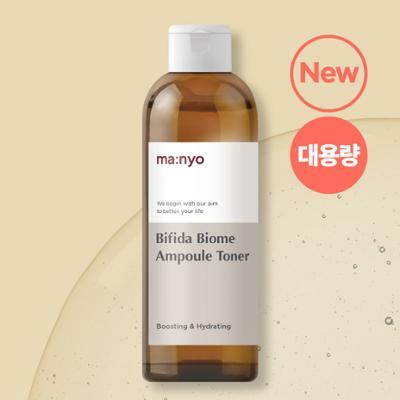 New
대용량
ma:nyo
We begin with our aim
to better your life
Bifida Biome
Ampoule Toner
Boosting & Hydrating